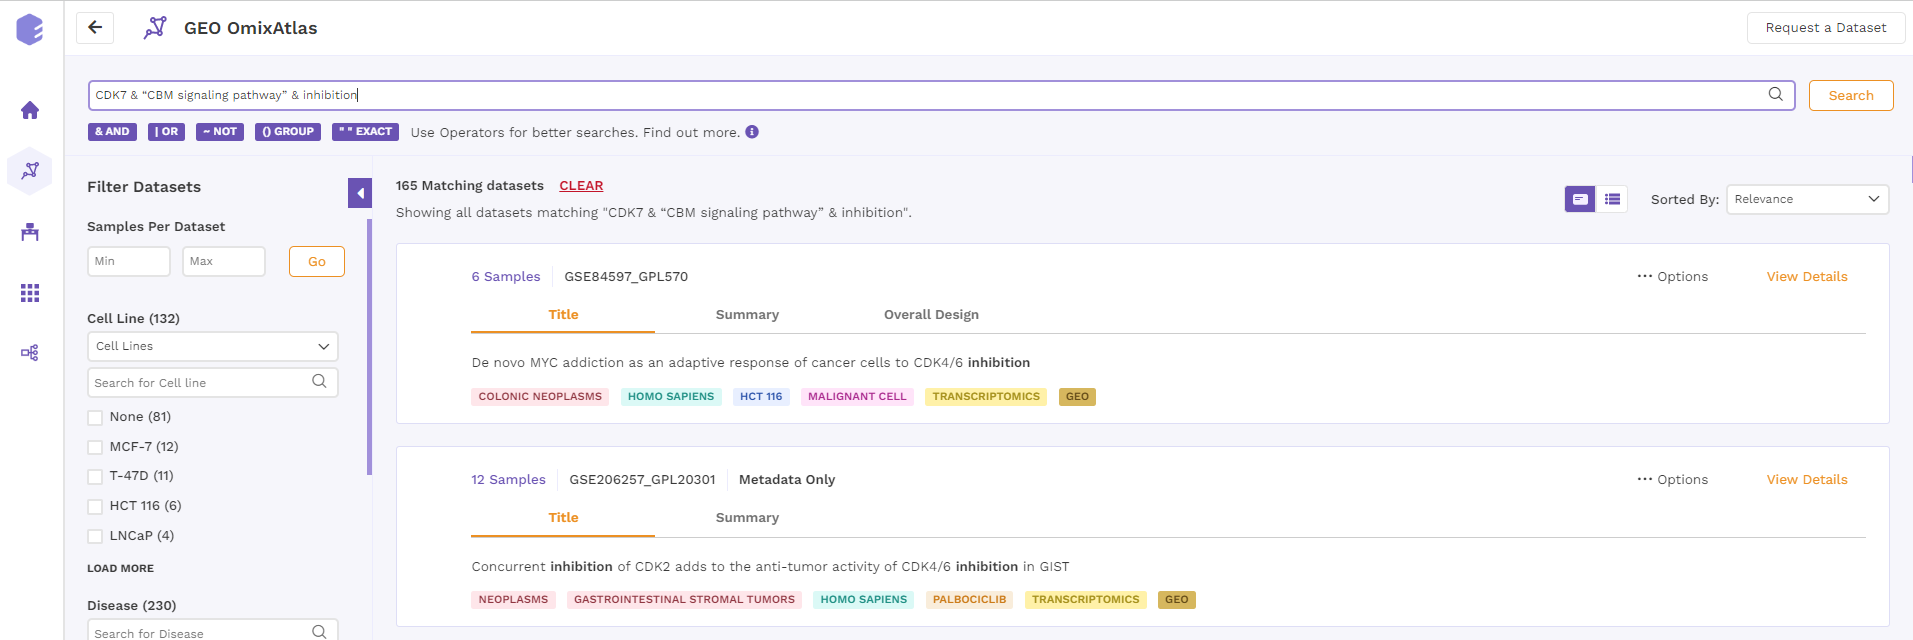 GEO OmixAtlas
Request a Dataset
CDK7 & “CBM signaling pathway” & inhibition
Search
& AND
| OR
~ NOT
() GROUP
" " EXACT
Use Operators for better searches. Find out more.
Filter Datasets
Samples Per Dataset
Min
Max
Go
Cell Line (132)
Cell Lines
Search for Cell line
None (81)
MCF-7 (12)
T-47D (11)
HCT 116 (6)
LNCaP (4)
LOAD MORE
Disease (230)
Search for Disease
165 Matching datasets CLEAR
Showing all datasets matching "CDK7 & “CBM signaling pathway” & inhibition".
Sorted By: Relevance
6 Samples GSE84597_GPL570
... Options View Details
Title Summary Overall Design
De novo MYC addiction as an adaptive response of cancer cells to CDK4/6 inhibition
COLONIC NEOPLASMS HOMO SAPIENS HCT 116 MALIGNANT CELL TRANSCRIPTOMICS GEO
12 Samples GSE206257_GPL20301 Metadata Only
... Options View Details
Title Summary
Concurrent inhibition of CDK2 adds to the anti-tumor activity of CDK4/6 inhibition in GIST
NEOPLASMS GASTROINTESTINAL STROMAL TUMORS HOMO SAPIENS PALBOCICLIB TRANSCRIPTOMICS GEO